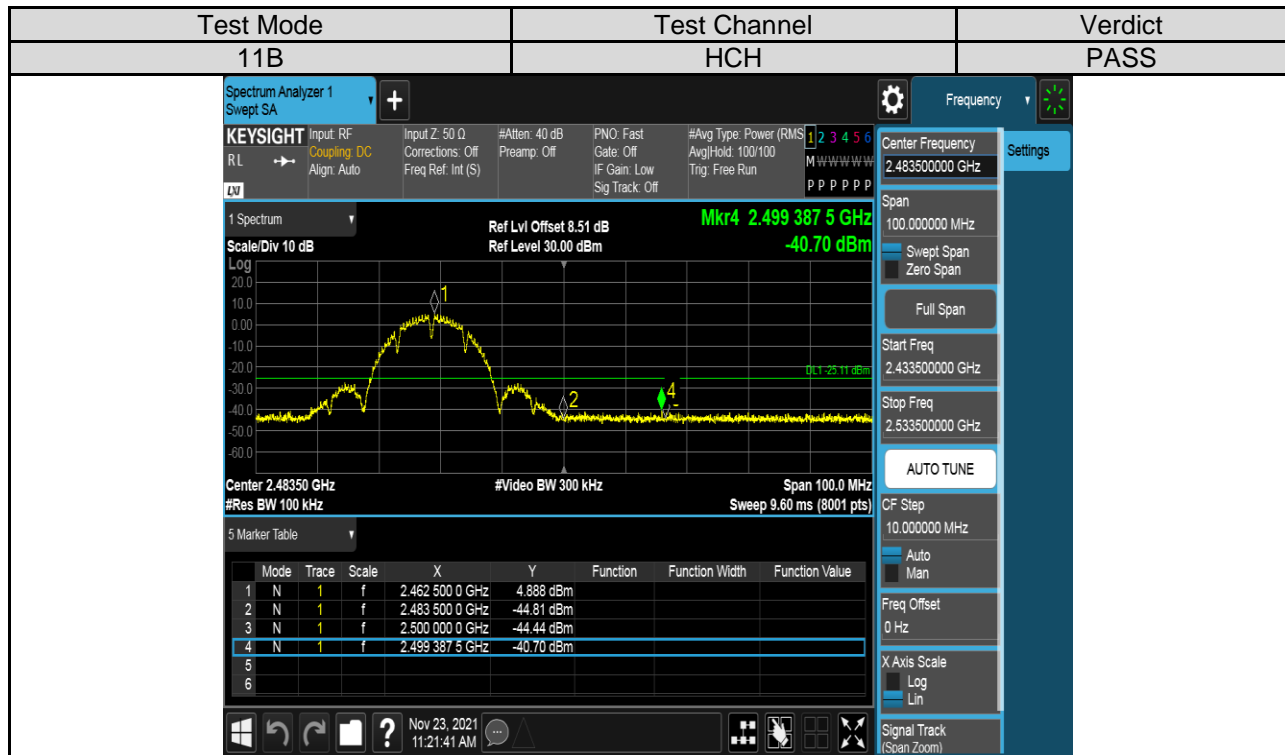 Test Mode Test Channel Verdict
11B HCH PASS
Spectrum Analyzer 1
Swept SA
+
Frequency
KEYSIGHT Input: RF Input Z: 50 Ω #Atten: 40 dB PNO: Fast #Avg Type: Power (RMS 1 2 3 4 5 6
RL Coupling: DC Corrections: Off Preamp: Off Gate: Off Avg|Hold: 100/100 M W W W W W
Align: Auto Freq Ref: Int (S) IF Gain: Low Trig: Free Run
LXI Sig Track: Off P P P P P P
1 Spectrum
Ref Lvl Offset 8.51 dB Mkr4 2.499 387 5 GHz
Scale/Div 10 dB Ref Level 30.00 dBm -40.70 dBm
Log
20.0
10.0
0.00
-10.0
-20.0
-30.0
-40.0
-50.0
-60.0
1
2
4
DL1 -25.11 dBm
Center 2.48350 GHz #Video BW 300 kHz Span 100.0 MHz
#Res BW 100 kHz Sweep 9.60 ms (8001 pts)
5 Marker Table
Mode Trace Scale X Y Function Function Width Function Value
1 N 1 f 2.462 500 0 GHz 4.888 dBm
2 N 1 f 2.483 500 0 GHz -44.81 dBm
3 N 1 f 2.500 000 0 GHz -44.44 dBm
4 N 1 f 2.499 387 5 GHz -40.70 dBm
5
6
?
Nov 23, 2021
11:21:41 AM
Center Frequency
2.483500000 GHz
Settings
Span
100.000000 MHz
Swept Span
Zero Span
Full Span
Start Freq
2.433500000 GHz
Stop Freq
2.533500000 GHz
AUTO TUNE
CF Step
10.000000 MHz
Auto
Man
Freq Offset
0 Hz
X Axis Scale
Log
Lin
Signal Track
(Span Zoom)